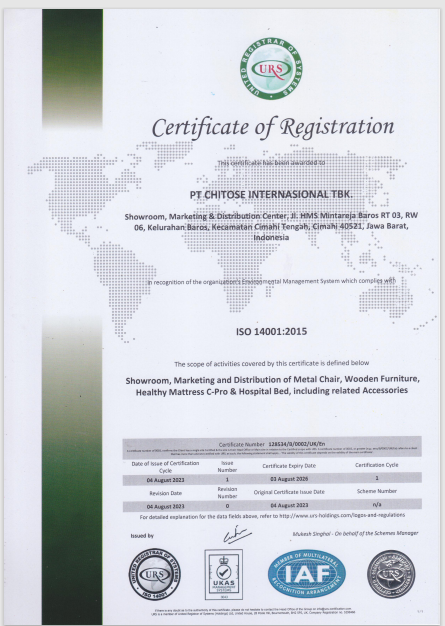 UNITED REGISTRAR OF SYSTEMS
URS
Certificate of Registration
This certificate has been awarded to
PT CHITOSE INTERNASIONAL TBK.
Showroom, Marketing & Distribution Center, Jl. HMS Mintareja Baros RT 03, RW
06, Kelurahan Baros, Kecamatan Cimahi Tengah, Cimahi 40521, Jawa Barat,
Indonesia
in recognition of the organization's Environmental Management System which complies with
ISO 14001:2015
The scope of activities covered by this certificate is defined below
Showroom, Marketing and Distribution of Metal Chair, Wooden Furniture,
Healthy Mattress C-Pro & Hospital Bed, including related Accessories
Certificate Number 129534/B/0002/UK/En
Date of Issue of Certification Cycle
Issue Number
Certificate Expiry Date
Certification Cycle
04 August 2023
1
03 August 2026
1
Revision Date
Revision Number
Original Certificate Issue Date
Scheme Number
04 August 2023
0
04 August 2023
n/a
For detailed explanation for the data fields above, refer to http://www.urs-holdings.com/logos-and-regulations
Issued by
Mukesh Singhal - On behalf of the Schemes Manager
UNITED REGISTRAR OF SYSTEMS
URS
ISO 14001
UKAS
MANAGEMENT
SYSTEMS
MEMBER OF MULTILATERAL
IAF
RECOGNITION ARRANGEMENT
URS